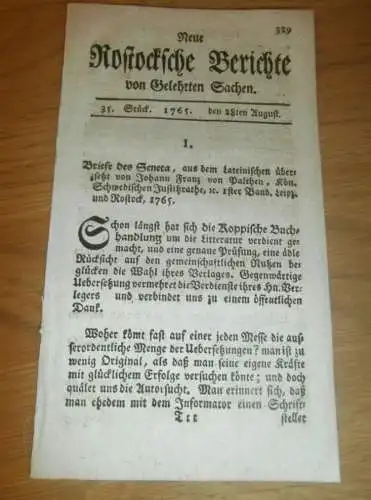 329
Neue
Rostocksche Berichte
von Gelehrten Sachen.
35. Stück. 1765. den 28sten August.
I.
Briefe des Seneka, aus dem Lateinischen über-
setzt von Johann Franz von Palthen, Kön.
Schwedischen Justitzrathe, ꝛc. 1ster Band. Leipz.
und Rostock, 1765.
Schon längst hat sich die Koppische Buch-
handlung um die Litteratur verdient ge-
macht, und eine genaue Prüfung, eine edle
Rücksicht auf den gemeinschaftlichen Nutzen be-
glücken die Wahl ihres Verlages. Gegenwärtige
Uebersetzung vermehret die Verdienste ihres Hn. Ver-
legers und verbindet uns zu einem öffentlichen
Dank.
Woher kömt fast auf einer jeden Messe die auß-
serordentliche Menge der Uebersetzungen? man ist zu
wenig Original, als daß man seine eigene Kräfte
mit glücklichem Erfolge versuchen könte; und doch
quälet uns die Autorsucht. Man erinnert sich, daß
man ehedem mit dem Informator einen Schrift-
Ttt steller